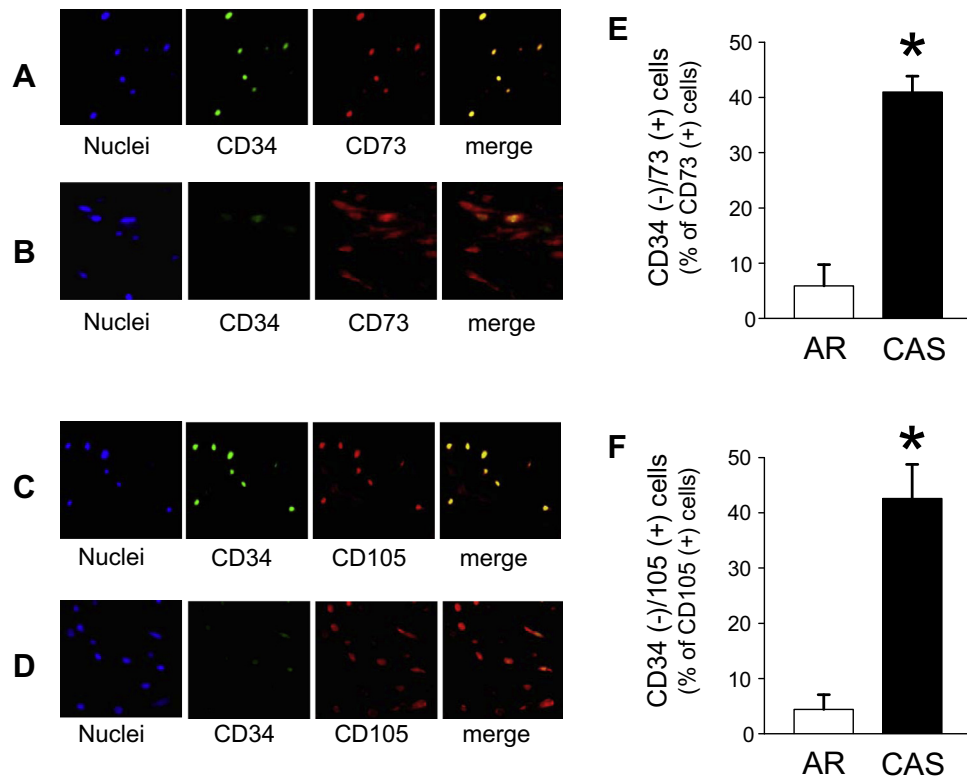 A
Nuclei CD34 CD73 merge
B
Nuclei CD34 CD73 merge
C
Nuclei CD34 CD105 merge
D
Nuclei CD34 CD105 merge
E
CD34 (-)/73 (+) cells
(% of CD73 (+) cells)
50
40
30
20
10
0
*
AR CAS
F
CD34 (-)/105 (+) cells
(% of CD105 (+) cells)
50
40
30
20
10
0
*
AR CAS